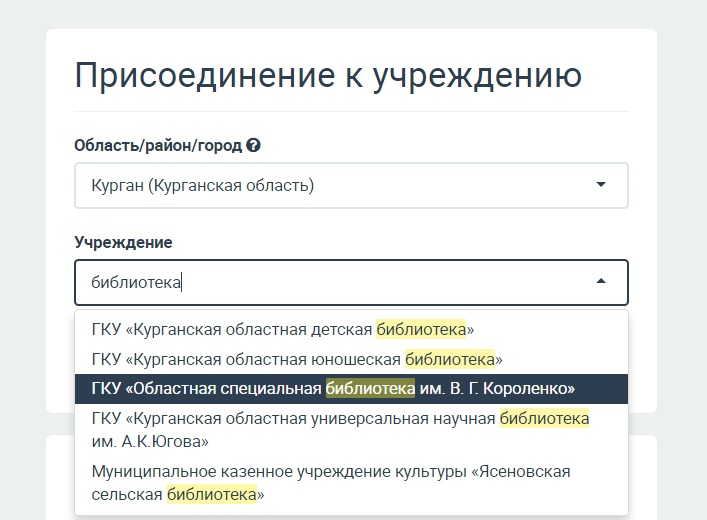 Присоединение к учреждению
Область/район/город ?
Курган (Курганская область)
Учреждение
библиотека
ГКУ «Курганская областная детская библиотека»
ГКУ «Курганская областная юношеская библиотека»
ГКУ «Областная специальная библиотека им. В. Г. Короленко»
ГКУ «Курганская областная универсальная научная библиотека
им. А.К.Югова»
Муниципальное казенное учреждение культуры «Ясеновская
сельская библиотека»